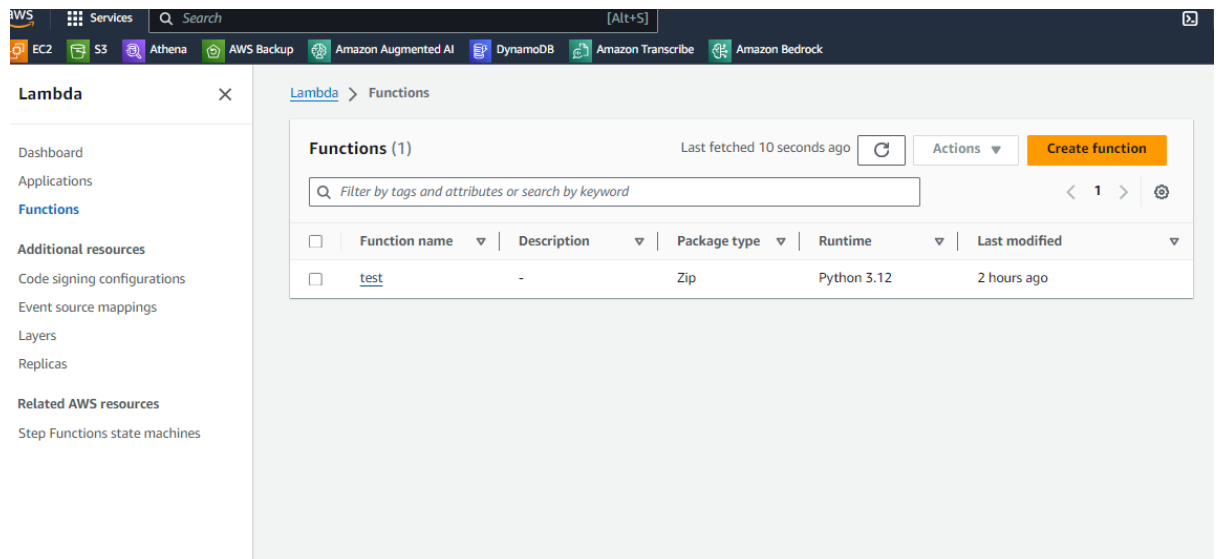 aws Services Search [Alt+S]
EC2 S3 Athena AWS Backup Amazon Augmented AI DynamoDB Amazon Transcribe Amazon Bedrock
Lambda
Dashboard
Applications
Functions
Additional resources
Code signing configurations
Event source mappings
Layers
Replicas
Related AWS resources
Step Functions state machines
Lambda > Functions
Functions (1) Last fetched 10 seconds ago Actions Create function
Filter by tags and attributes or search by keyword 1
Function name Description Package type Runtime Last modified
test - Zip Python 3.12 2 hours ago